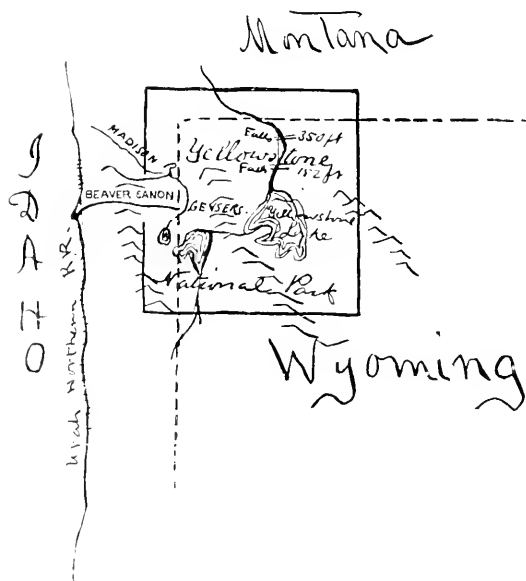 Montana
Falls = 350 ft
MADISON
Yellowstone
Falls - 152 ft
BEAVER CANON
GEYSERS
Yellowstone
Lake
IDAHO
National Park
Wyoming
Utah Northern R.R.